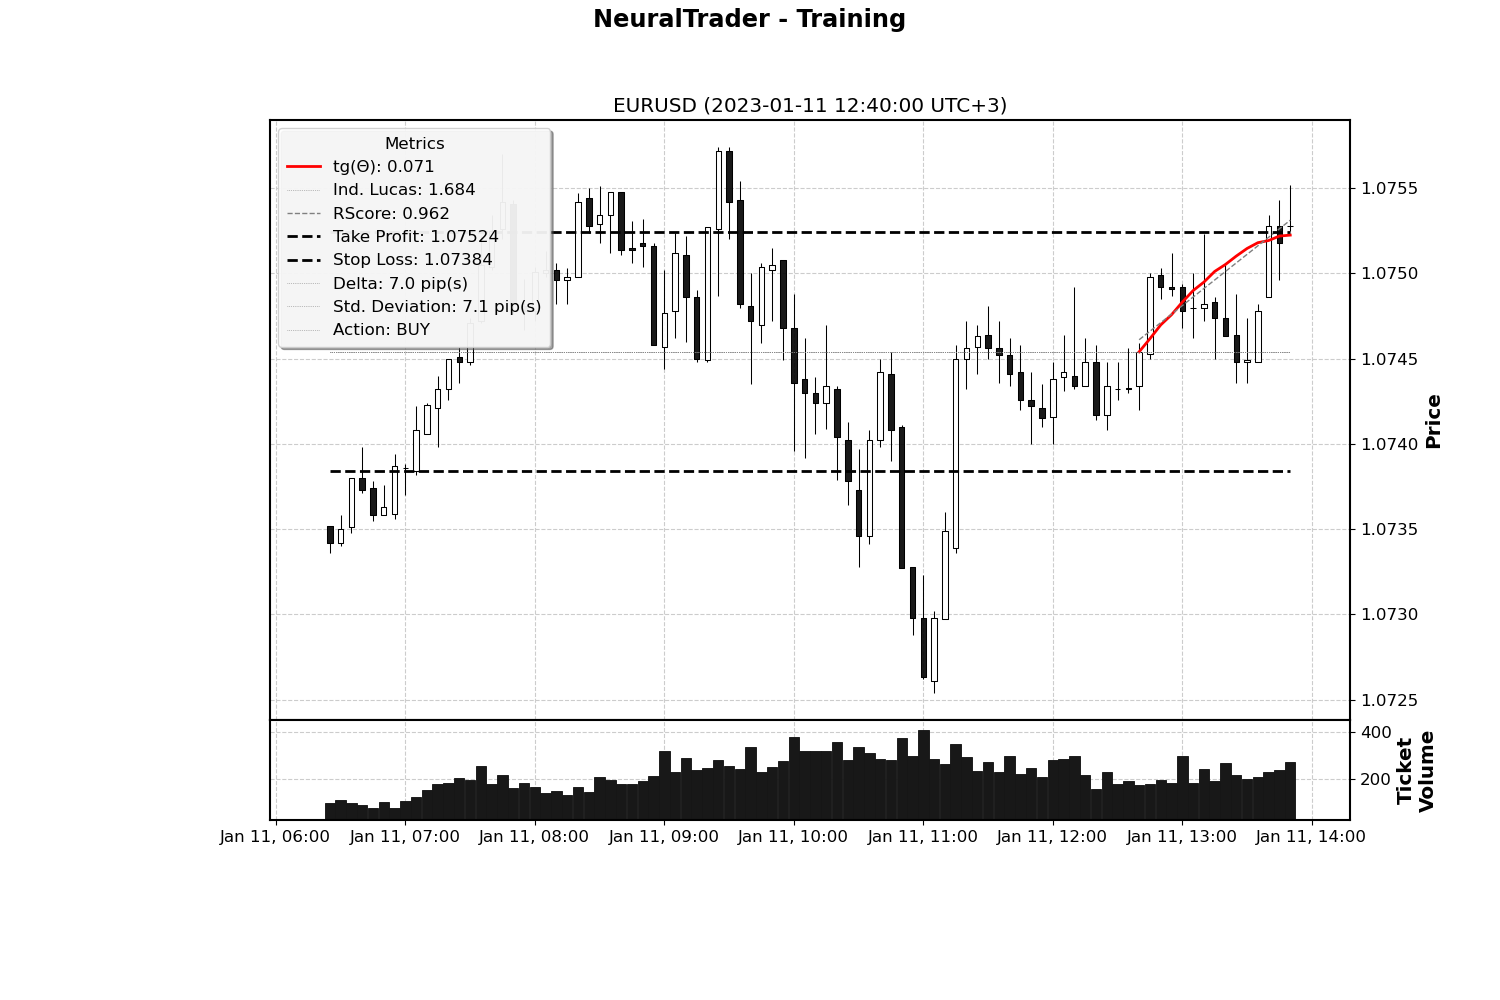 NeuralTrader - Training
EURUSD (2023-01-11 12:40:00 UTC+3)
Metrics
tg(Θ): 0.071
Ind. Lucas: 1.684
RScore: 0.962
Take Profit: 1.07524
Stop Loss: 1.07384
Delta: 7.0 pip(s)
Std. Deviation: 7.1 pip(s)
Action: BUY
1.0755
1.0750
1.0745
1.0740
1.0735
1.0730
1.0725
Price
400
200
Ticket
Volume
Jan 11, 06:00
Jan 11, 07:00
Jan 11, 08:00
Jan 11, 09:00
Jan 11, 10:00
Jan 11, 11:00
Jan 11, 12:00
Jan 11, 13:00
Jan 11, 14:00